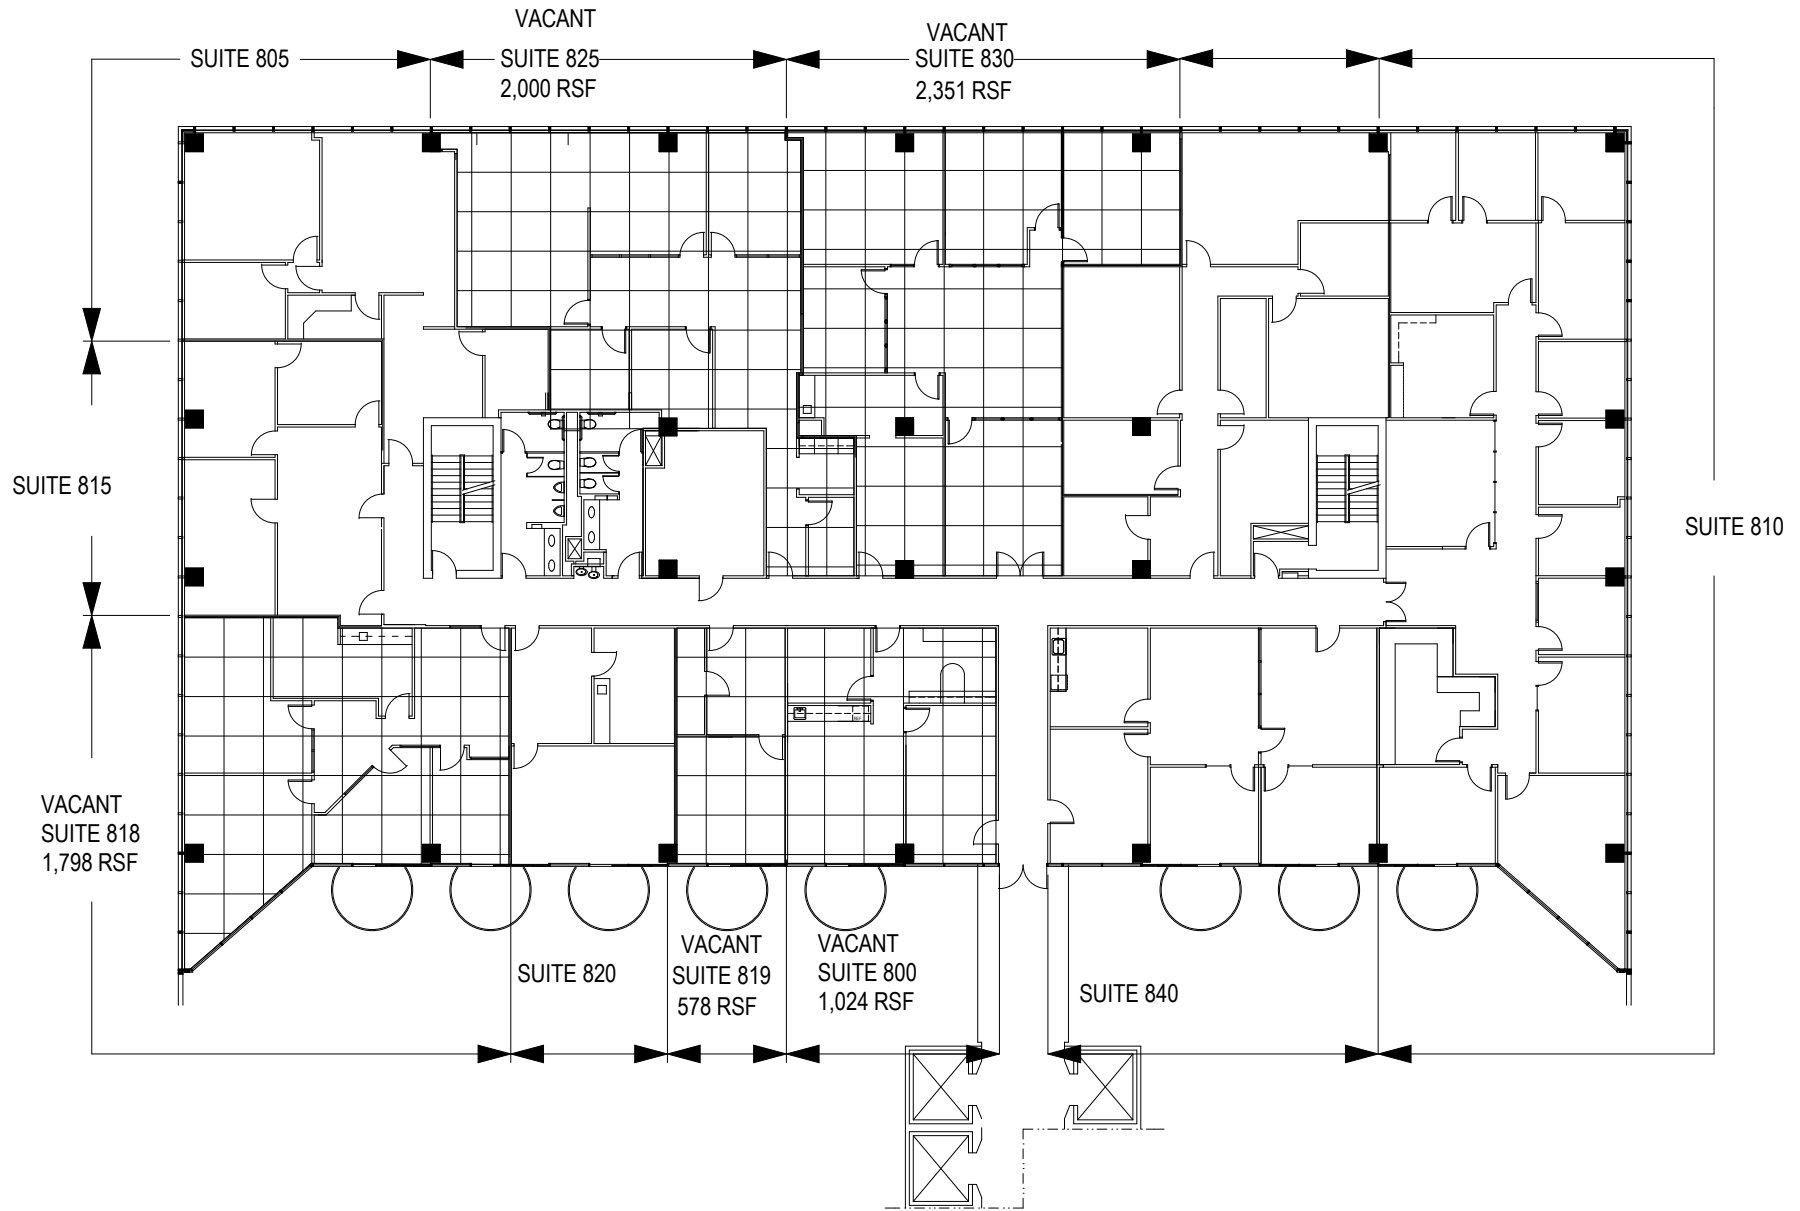 VACANT
SUITE 805
SUITE 825
2,000 RSF
VACANT
SUITE 830
2,351 RSF
SUITE 815
SUITE 810
VACANT
SUITE 818
1,798 RSF
SUITE 820
VACANT
SUITE 819
578 RSF
VACANT
SUITE 800
1,024 RSF
SUITE 840